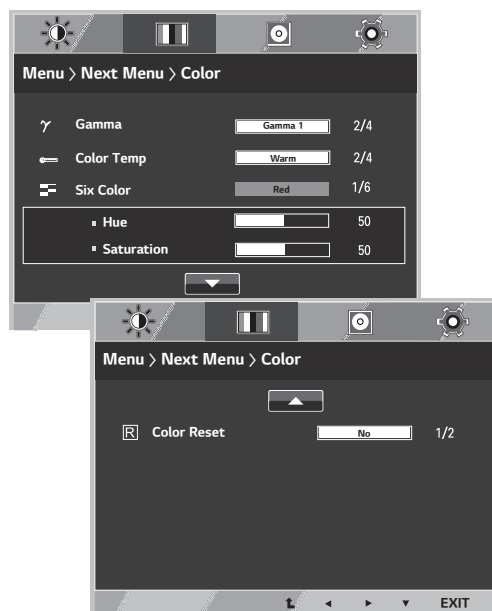 Menu > Next Menu > Color
γ Gamma Gamma 1 2/4
Color Temp Warm 2/4
Six Color Red 1/6
▪ Hue 50
▪ Saturation 50
Menu > Next Menu > Color
R Color Reset No 1/2
EXIT